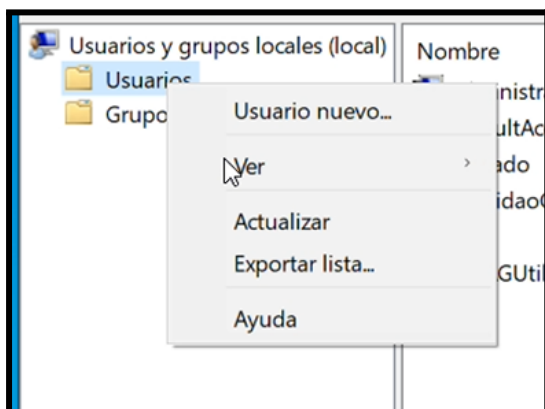 Usuarios y grupos locales (local)
Nombre
Usuarios
Usuario nuevo...
Ver
Actualizar
Exportar lista...
Ayuda